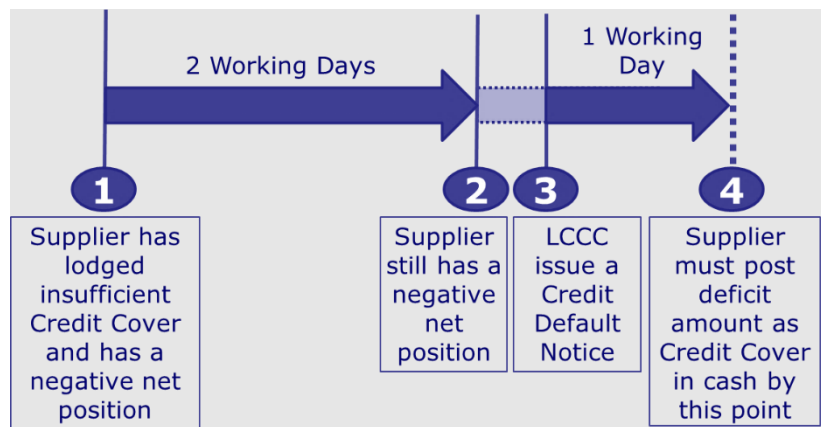 2 Working Days
1 Working
Day
1
2
3
4
Supplier has
lodged
insufficient
Credit Cover
and has a
negative net
position
Supplier
still has a
negative
net
position
LCCC
issue a
Credit
Default
Notice
Supplier
must post
deficit
amount as
Credit Cover
in cash by
this point